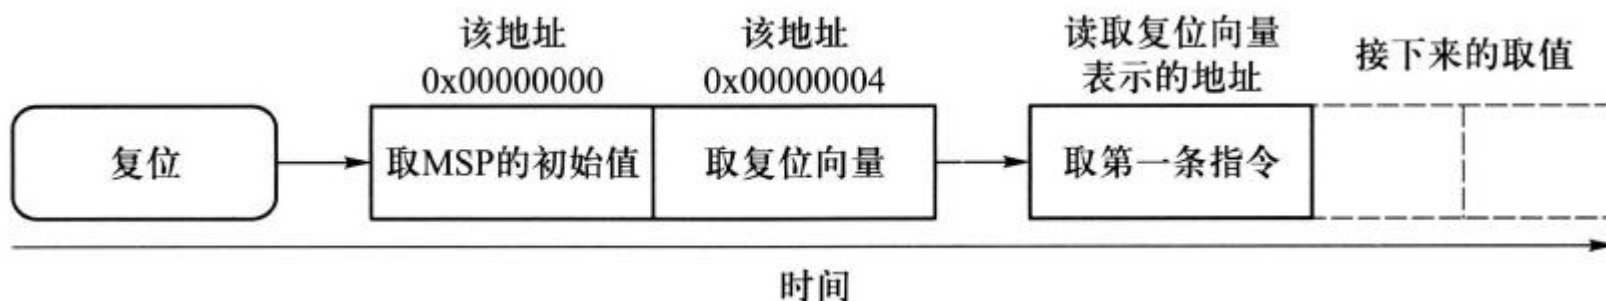 该地址
0x00000000
该地址
0x00000004
读取复位向量
表示的地址
接下来的取值
复位
取MSP的初始值
取复位向量
取第一条指令
时间